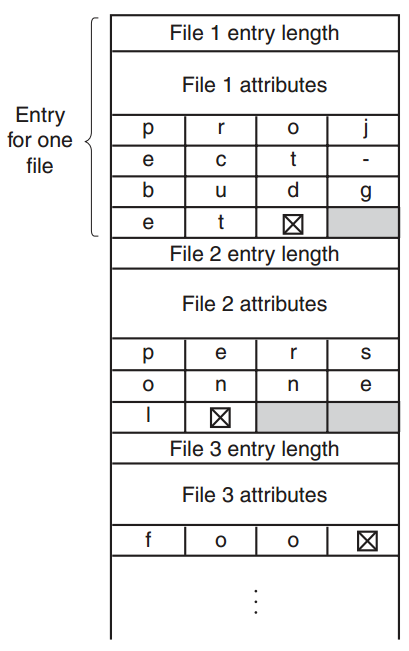 File 1 entry length
Entry
for one
file
File 1 attributes
p r o j
e c t -
b u d g
e t
File 2 entry length
File 2 attributes
p e r s
o n n e
l
File 3 entry length
File 3 attributes
f o o
⋮